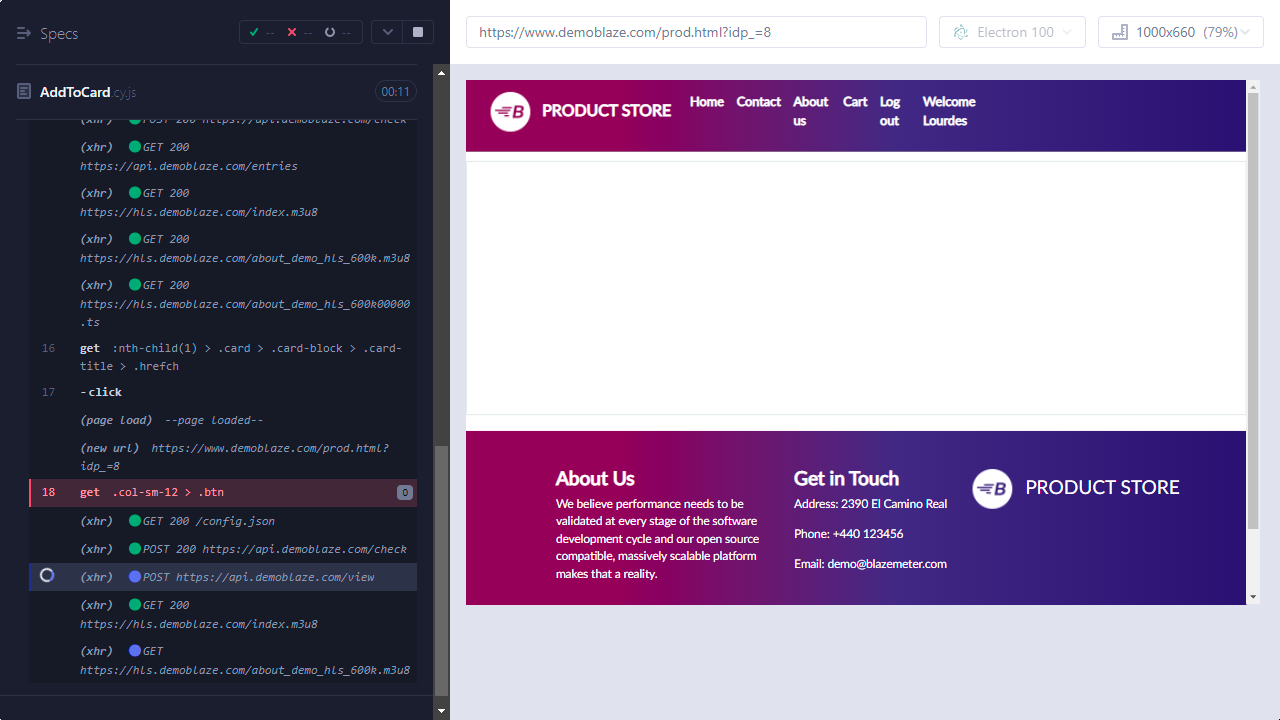 Specs
-- -- --
https://www.demoblaze.com/prod.html?idp_=8
Electron 100
1000x660 (79%)
AddToCard.cy.js
00:11
(xhr) POST 200 https://api.demoblaze.com/check
(xhr) GET 200
https://api.demoblaze.com/entries
(xhr) GET 200
https://hls.demoblaze.com/index.m3u8
(xhr) GET 200
https://hls.demoblaze.com/about_demo_hls_600k.m3u8
(xhr) GET 200
https://hls.demoblaze.com/about_demo_hls_600k00000
.ts
16 get :nth-child(1) > .card > .card-block > .card-
title > .hrefch
17 -click
(page load) --page loaded--
(new url) https://www.demoblaze.com/prod.html?
idp_=8
18 get .col-sm-12 > .btn 0
(xhr) GET 200 /config.json
(xhr) POST 200 https://api.demoblaze.com/check
(xhr) POST https://api.demoblaze.com/view
(xhr) GET 200
https://hls.demoblaze.com/index.m3u8
(xhr) GET
https://hls.demoblaze.com/about_demo_hls_600k.m3u8
B
PRODUCT STORE
Home
Contact
About
us
Cart
Log
out
Welcome
Lourdes
About Us
We believe performance needs to be
validated at every stage of the software
development cycle and our open source
compatible, massively scalable platform
makes that a reality.
Get in Touch
Address: 2390 El Camino Real
Phone: +440 123456
Email: demo@blazemeter.com
B
PRODUCT STORE